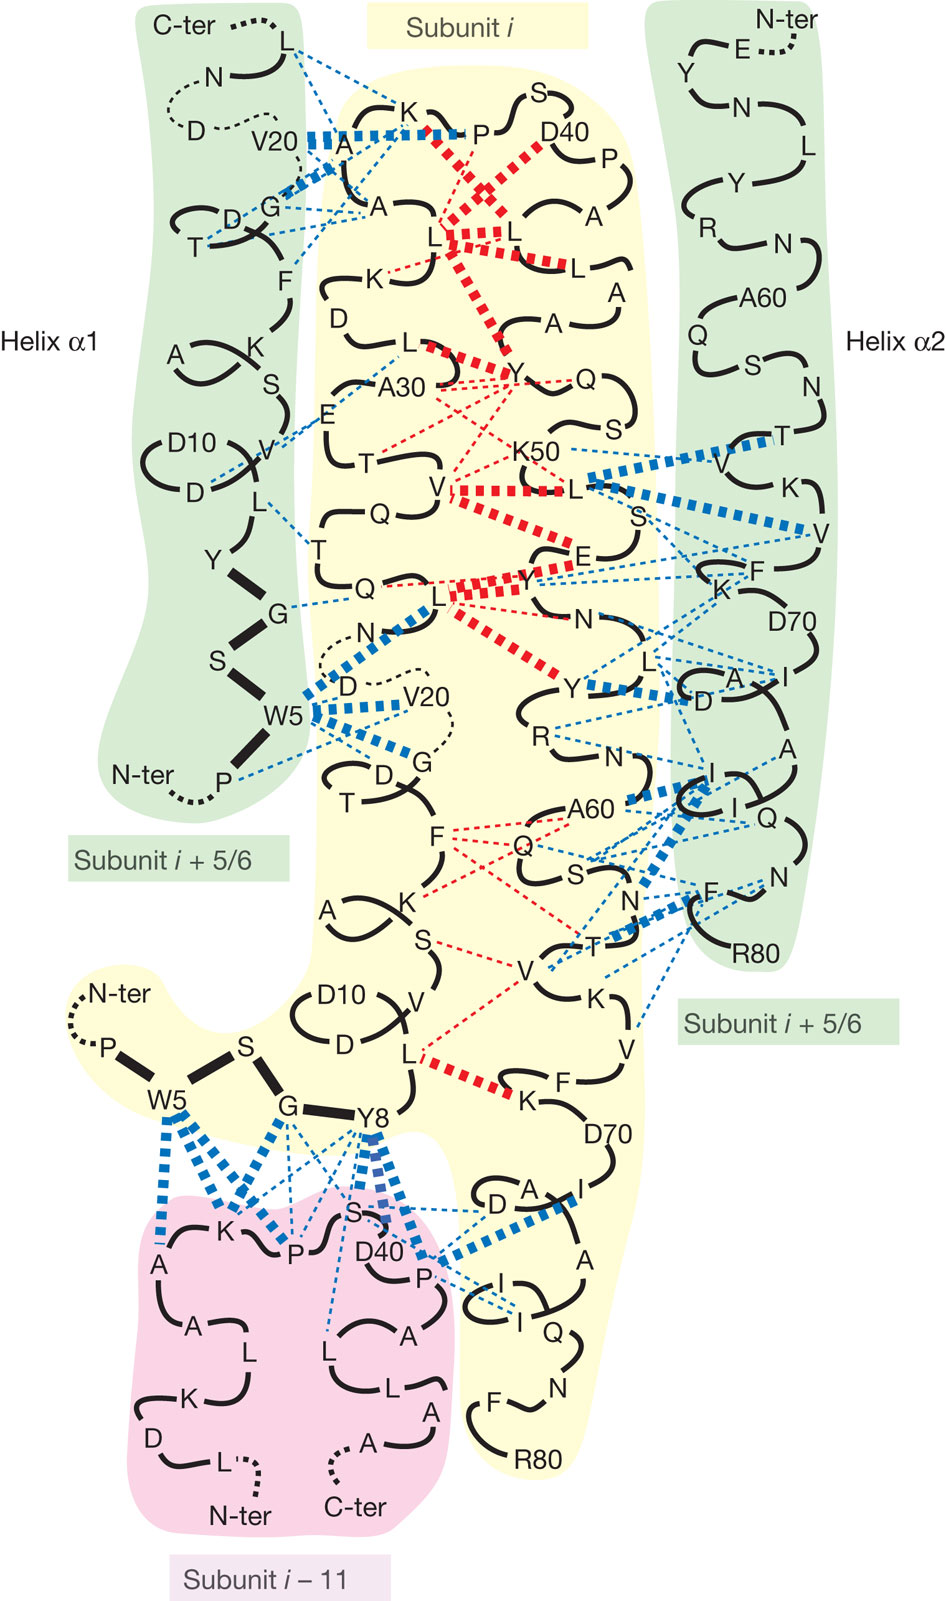 C-ter
L
N
D
V20
G
D
T
F
K
A
S
V
D10
D
L
Y
G
S
W5
P
N-ter
Subunit i + 5/6
Helix α1
Subunit i
N-ter
P
W5
S
G
Y8
L
V
D10
D
S
K
A
F
D
T
G
V20
D
N
L
Q
T
Q
V
T
E
A30
L
D
K
L
A
A
K
P
S
D40
P
A
L
L
A
A
Y
Q
S
K50
L
S
E
Y
N
L
Y
R
N
A60
Q
S
N
T
V
K
V
F
K
D70
I
A
D
A
I
I
Q
N
F
R80
N-ter
E
Y
N
L
Y
R
N
A60
Q
S
N
T
V
K
V
F
K
D70
I
A
D
A
I
I
Q
N
F
R80
Helix α2
Subunit i + 5/6
A
K
P
S
D40
P
A
A
L
L
K
L
A
D
L
A
N-ter
C-ter
Subunit i – 11